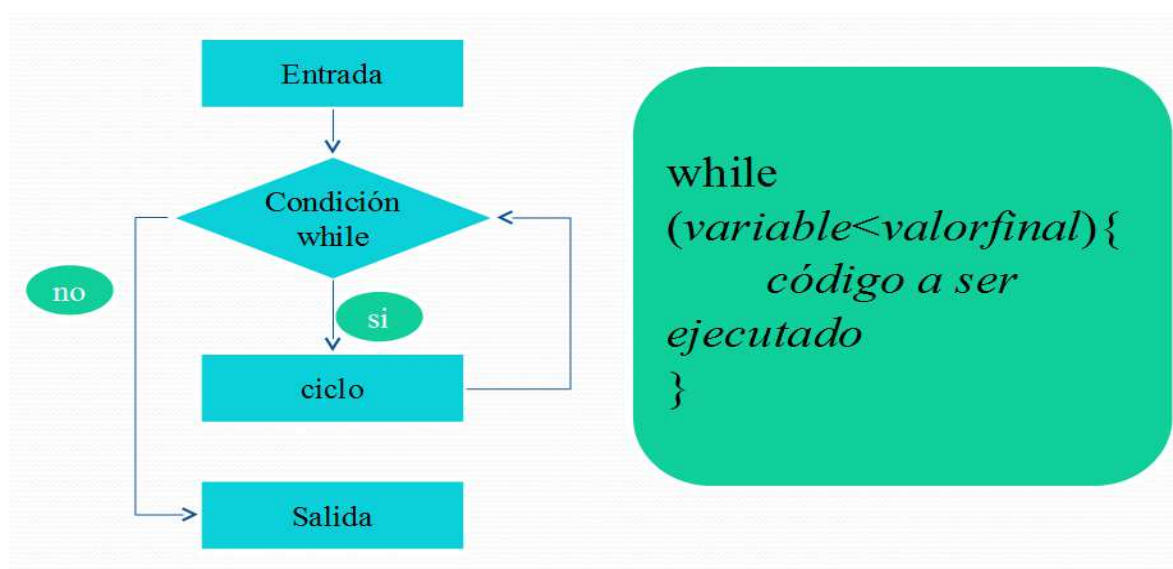 Entrada
Condición
while
no
si
ciclo
Salida
while
(variable<valorfinal){
código a ser
ejecutado
}